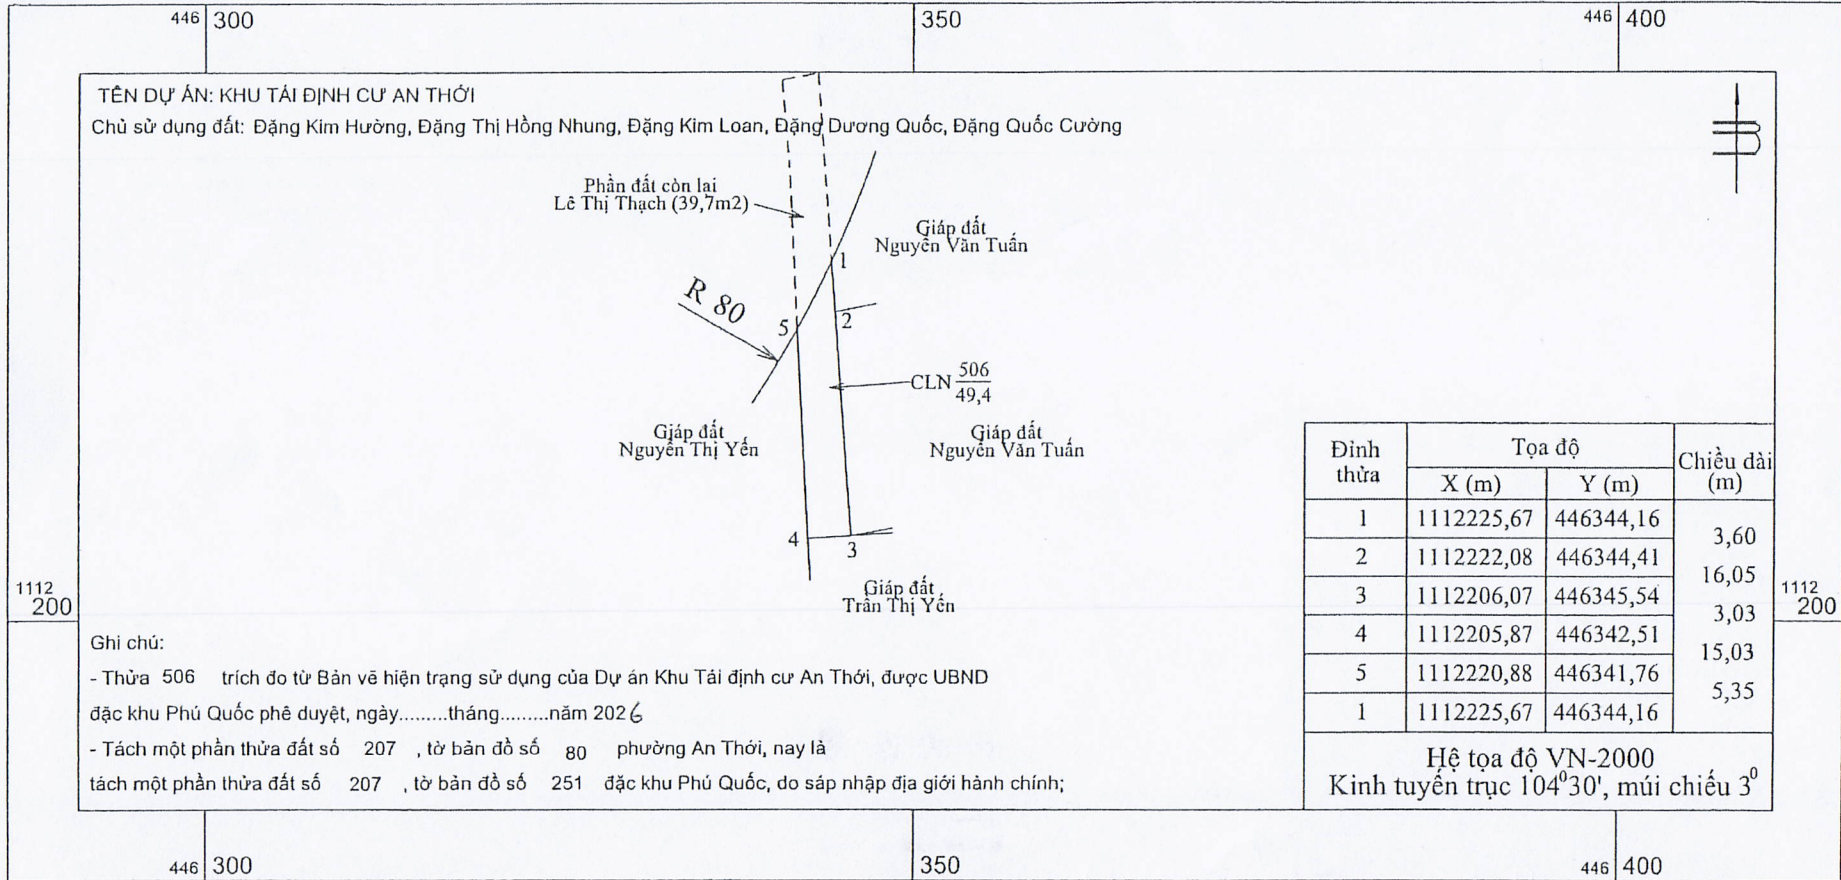 446 300 350 446 400
TÊN DỰ ÁN: KHU TÁI ĐỊNH CƯ AN THỚI
Chủ sử dụng đất: Đặng Kim Hường, Đặng Thị Hồng Nhung, Đặng Kim Loan, Đặng Dương Quốc, Đặng Quốc Cường
B
Phần đất còn lại
Lê Thị Thạch (39,7m2)
Giáp đất
Nguyễn Văn Tuấn
1
R 80
2
5
CLN 506
49,4
Giáp đất
Nguyễn Thị Yến
Giáp đất
Nguyễn Văn Tuấn
4
3
Giáp đất
Trần Thị Yến
1112
200
1112
200
Đỉnh thửa Tọa độ Chiều dài (m)
X (m) Y (m)
1 1112225,67 446344,16
3,60
2 1112222,08 446344,41
16,05
3 1112206,07 446345,54
3,03
4 1112205,87 446342,51
15,03
5 1112220,88 446341,76
5,35
1 1112225,67 446344,16
Hệ tọa độ VN-2000
Kinh tuyến trục 104⁰30', múi chiếu 3⁰
Ghi chú:
- Thửa 506 trích đo từ Bản vẽ hiện trạng sử dụng của Dự án Khu Tái định cư An Thới, được UBND
đặc khu Phú Quốc phê duyệt, ngày.........tháng.........năm 2026
- Tách một phần thửa đất số 207 , tờ bản đồ số 80 phường An Thới, nay là
tách một phần thửa đất số 207 , tờ bản đồ số 251 đặc khu Phú Quốc, do sáp nhập địa giới hành chính;
446 300 350 446 400